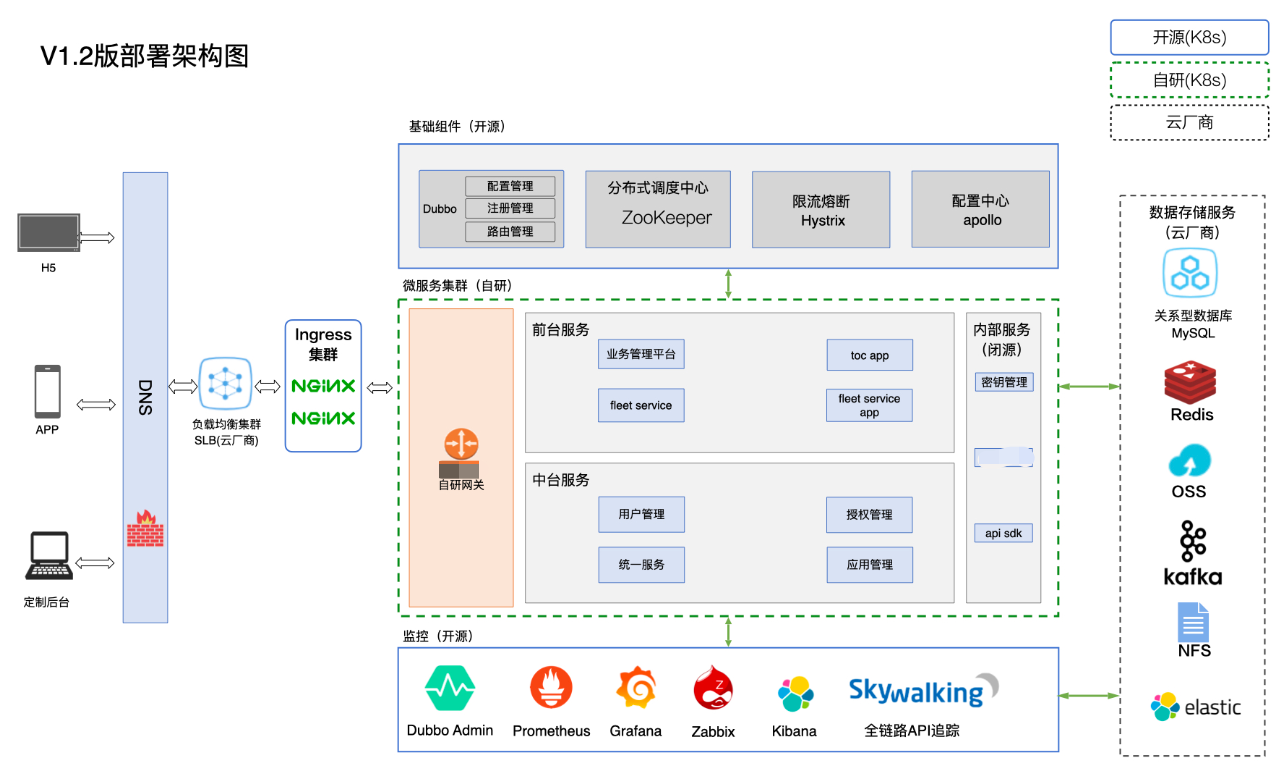 V1.2版部署架构图
开源(K8s)
自研(K8s)
云厂商
H5
APP
定制后台
DNS
负载均衡集群
SLB(云厂商)
Ingress
集群
NGINX
NGINX
基础组件（开源）
Dubbo
配置管理
注册管理
路由管理
分布式调度中心
ZooKeeper
限流熔断
Hystrix
配置中心
apollo
微服务集群（自研）
自研网关
前台服务
业务管理平台
toc app
fleet service
fleet service
app
中台服务
用户管理
授权管理
统一服务
应用管理
内部服务
(闭源)
密钥管理
api sdk
监控（开源）
Dubbo Admin
Prometheus
Grafana
Z
Zabbix
Kibana
Skywalking
全链路API追踪
数据存储服务
(云厂商)
关系型数据库
MySQL
Redis
OSS
kafka
NFS
elastic